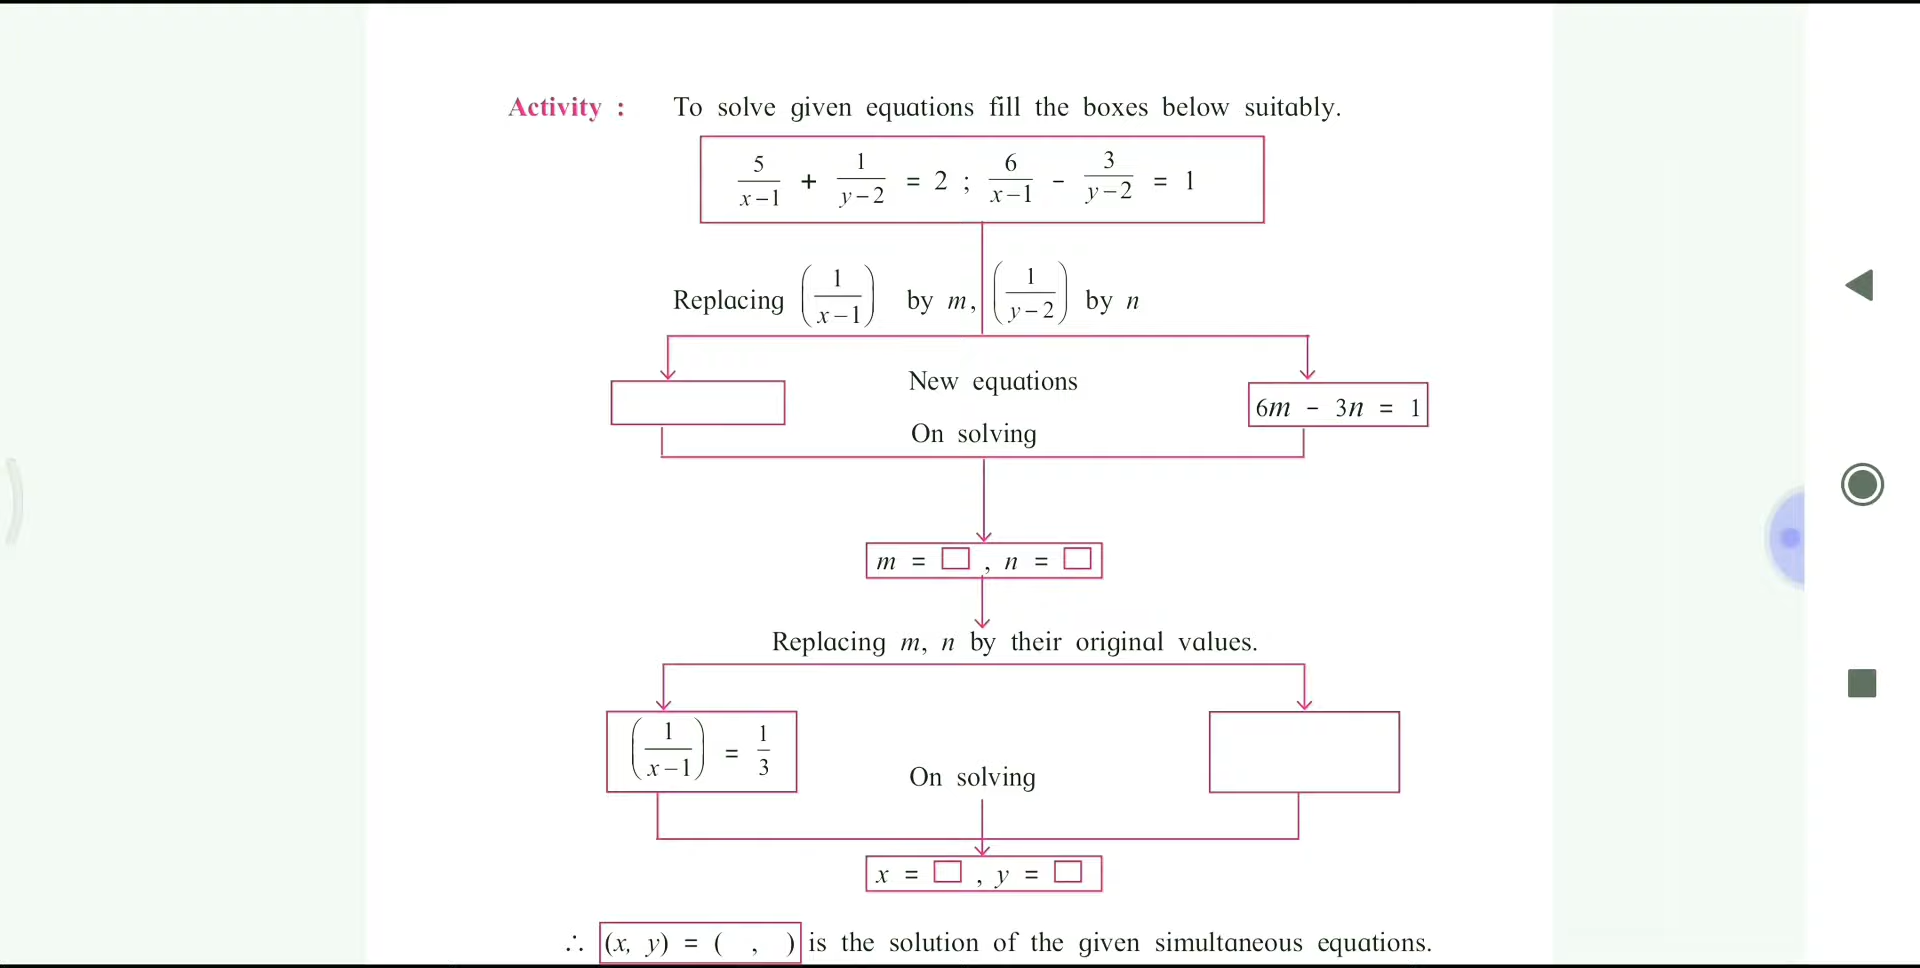 Activity : To solve given equations fill the boxes below suitably.
5/(x−1) + 1/(y−2) = 2 ; 6/(x−1) - 3/(y−2) = 1
Replacing (1/(x−1)) by m, (1/(y−2)) by n
New equations
6m - 3n = 1
On solving
m = □ , n = □
Replacing m, n by their original values.
(1/(x−1)) = 1/3
On solving
x = □ , y = □
∴ (x, y) = ( , ) is the solution of the given simultaneous equations.